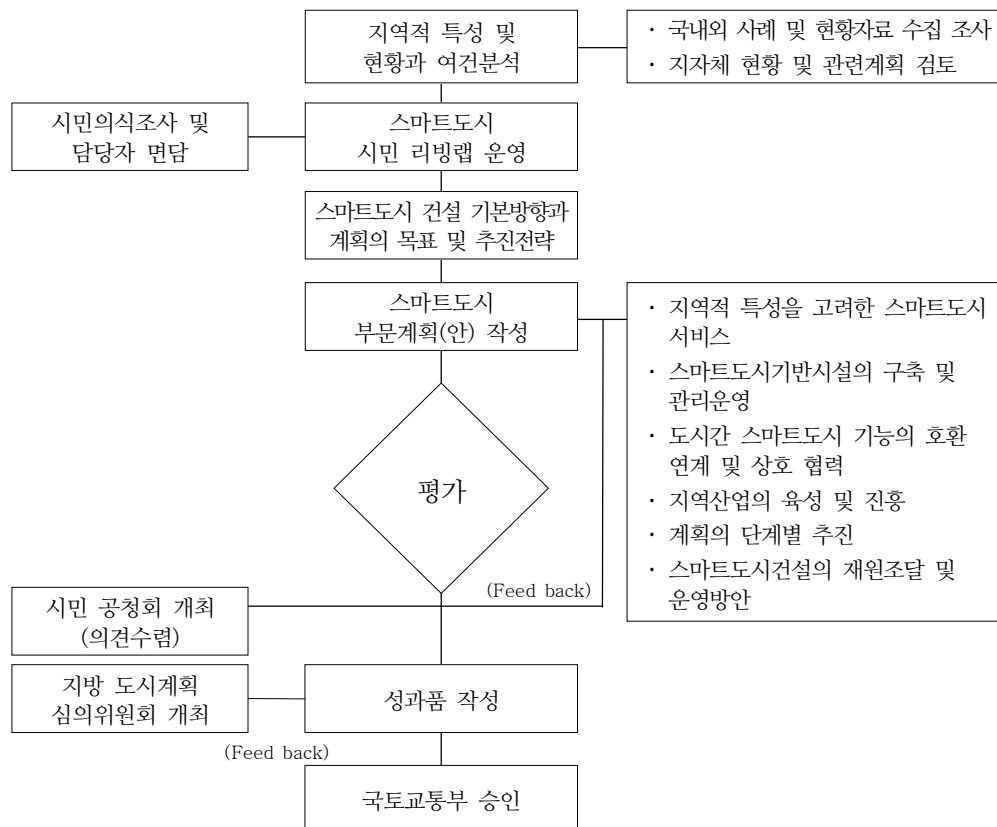 지역적 특성 및
현황과 여건분석
· 국내외 사례 및 현황자료 수집 조사
· 지자체 현황 및 관련계획 검토
시민의식조사 및
담당자 면담
스마트도시
시민 리빙랩 운영
스마트도시 건설 기본방향과
계획의 목표 및 추진전략
스마트도시
부문계획(안) 작성
· 지역적 특성을 고려한 스마트도시
서비스
· 스마트도시기반시설의 구축 및
관리운영
· 도시간 스마트도시 기능의 호환
연계 및 상호 협력
· 지역산업의 육성 및 진흥
· 계획의 단계별 추진
· 스마트도시건설의 재원조달 및
운영방안
평가
(Feed back)
시민 공청회 개최
(의견수렴)
지방 도시계획
심의위원회 개최
성과품 작성
(Feed back)
국토교통부 승인